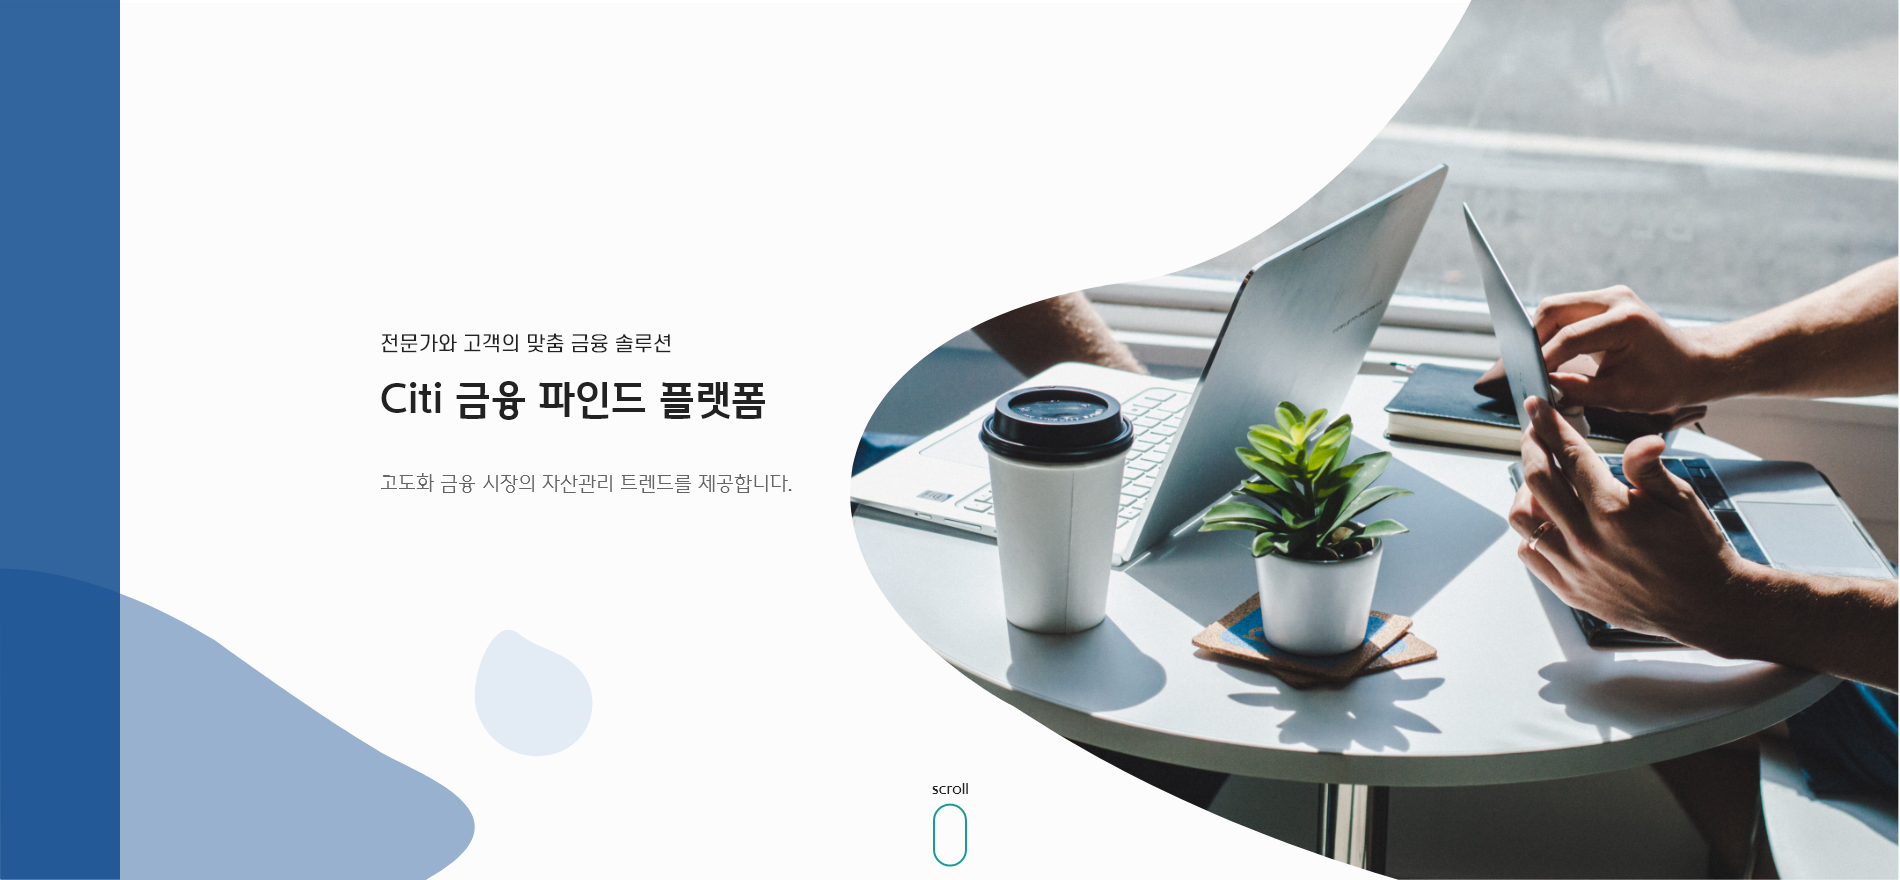 전문가와 고객의 맞춤 금융 솔루션
Citi 금융 파인드 플랫폼
고도화 금융 시장의 자산관리 트렌드를 제공합니다.
scroll